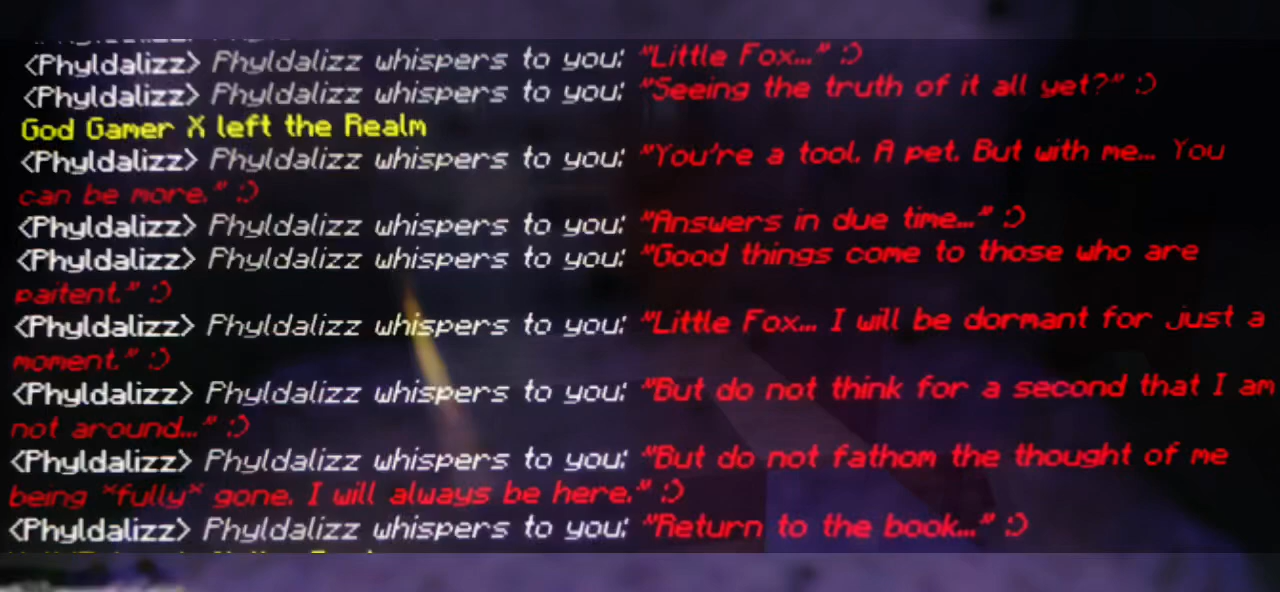 <Phyldalizz> Phyldalizz whispers to you: "Little Fox..." :)
<Phyldalizz> Phyldalizz whispers to you: "Seeing the truth of it all yet?" :)
God Gamer X left the Realm
<Phyldalizz> Phyldalizz whispers to you: "You're a tool. A pet. But with me... You
can be more." :)
<Phyldalizz> Phyldalizz whispers to you: "Answers in due time..." :)
<Phyldalizz> Phyldalizz whispers to you: "Good things come to those who are
paitent." :)
<Phyldalizz> Phyldalizz whispers to you: "Little Fox... I will be dormant for just a
moment." :)
<Phyldalizz> Phyldalizz whispers to you: "But do not think for a second that I am
not around..." :)
<Phyldalizz> Phyldalizz whispers to you: "But do not fathom the thought of me
being *fully* gone. I will always be here." :)
<Phyldalizz> Phyldalizz whispers to you: "Return to the book..." :)